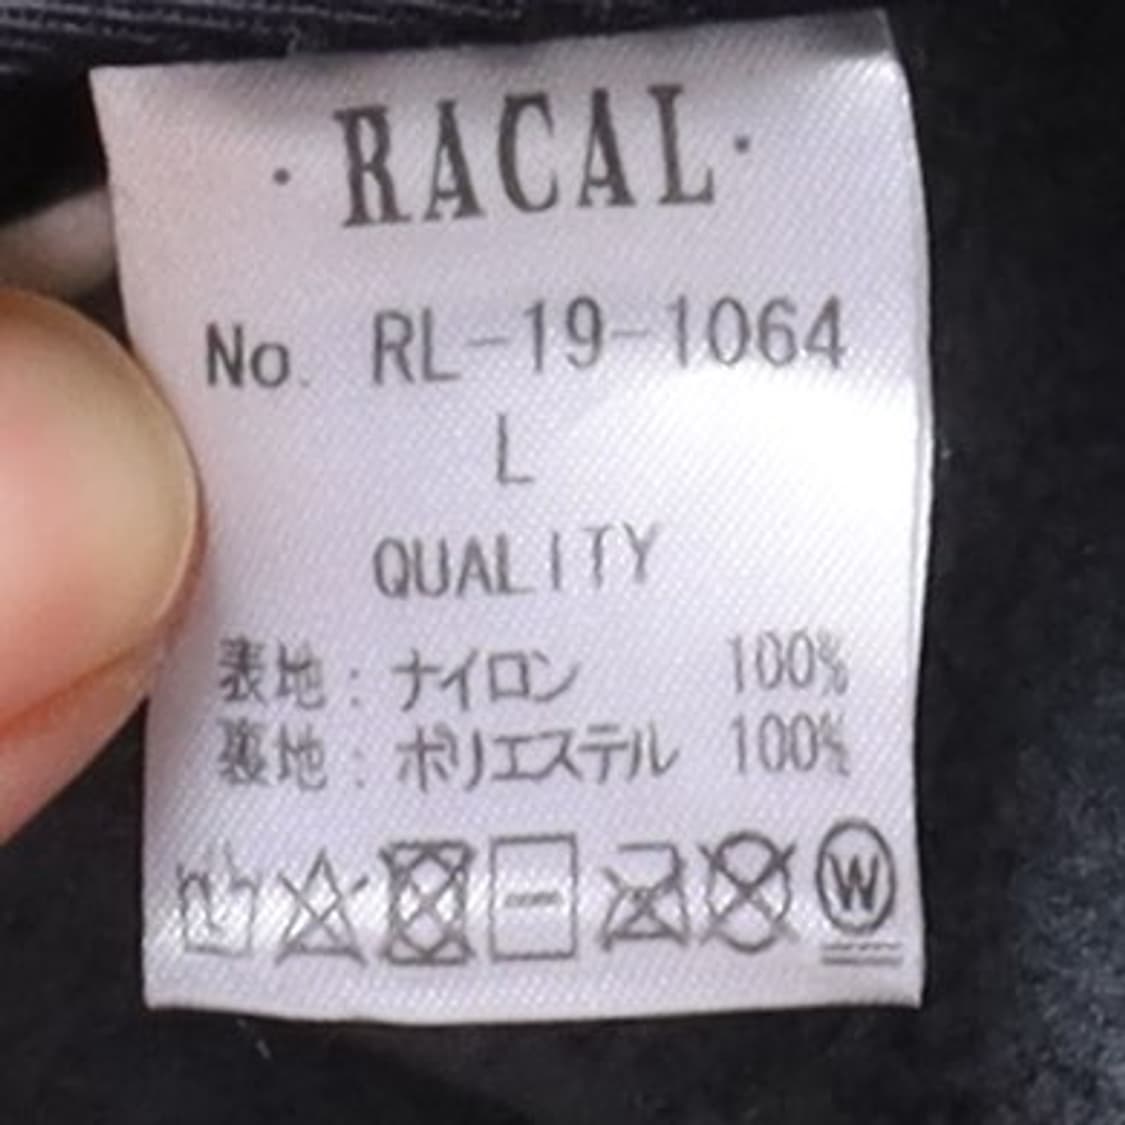 · RACAL ·
No. RL-19-1064
L
QUALITY
表地: ナイロン 100%
裏地: ポリエステル 100%
W